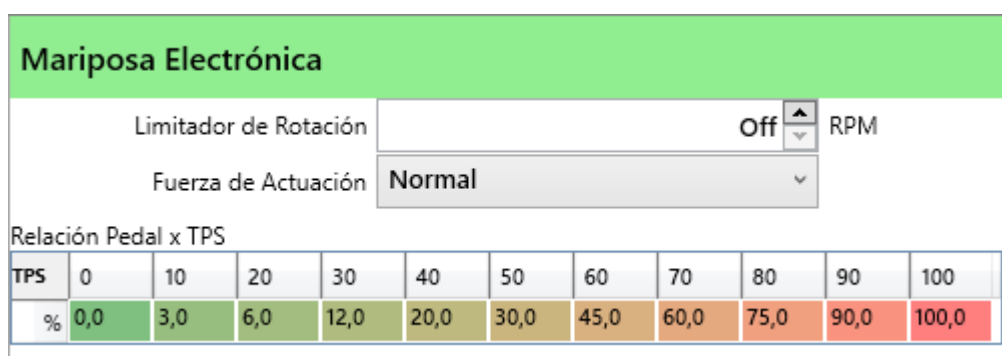 Mariposa Electrónica
Limitador de Rotación Off RPM
Fuerza de Actuación Normal
Relación Pedal x TPS
TPS 0 10 20 30 40 50 60 70 80 90 100
% 0,0 3,0 6,0 12,0 20,0 30,0 45,0 60,0 75,0 90,0 100,0